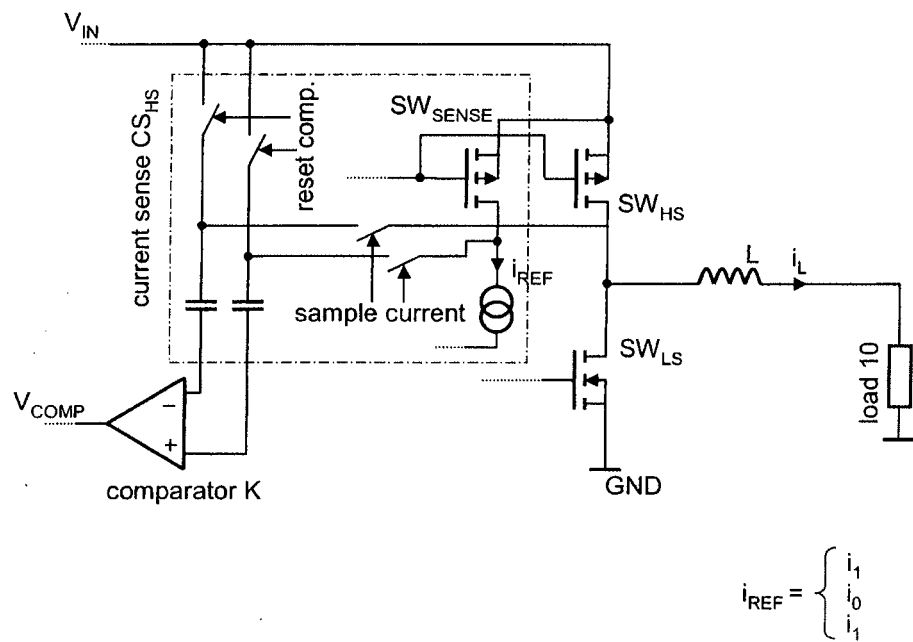 V_IN
current sense CS_HS
reset comp.
SW_SENSE
SW_HS
i_REF
sample current
L
i_L
SW_LS
load 10
V_COMP
−
+
comparator K
GND
i_REF = { i_1
i_0
i_1